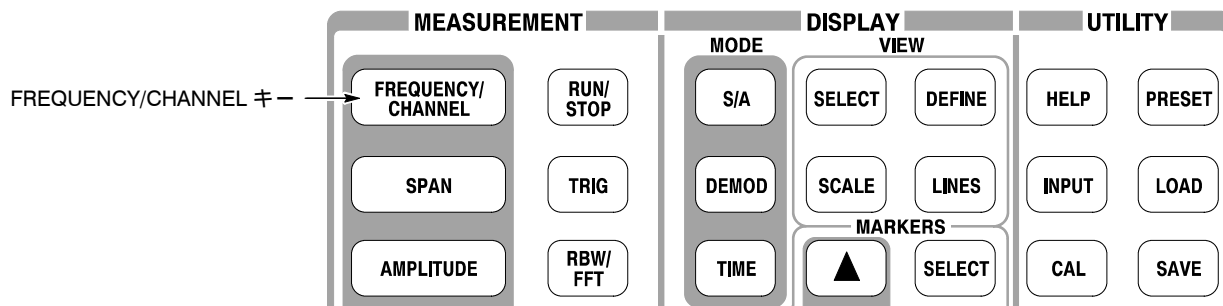 MEASUREMENT
DISPLAY
UTILITY
MODE
VIEW
FREQUENCY/CHANNEL キー
FREQUENCY/
CHANNEL
RUN/
STOP
S/A
SELECT
DEFINE
HELP
PRESET
SPAN
TRIG
DEMOD
SCALE
LINES
INPUT
LOAD
MARKERS
AMPLITUDE
RBW/
FFT
TIME
SELECT
CAL
SAVE